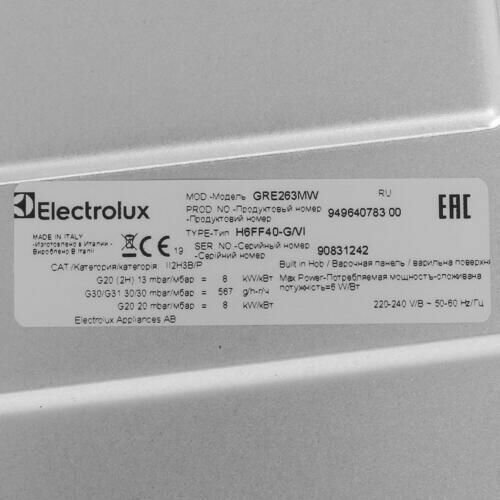 Electrolux
MOD -Модель GRE263MW RU
PROD. NO -Продуктовый номер
-Продуктовий номер 949640783 00
EAC
TYPE-Тип H6FF40-G/VI
MADE IN ITALY
-Изготовлено в Италии -
Вироблено В Італії
CE 19
SER NO -Серийный номер
-Серійний номер 90831242
CAT /Категория/категорія II2H3B/P
G20 (2H) 13 mbar/мбар = 8 kW/кВт
G30/G31 30/30 mbar/мбар = 567 g/h-г/ч
G20 20 mbar/мбар = 8 kW/кВт
Electrolux Appliances AB
Built in Hob / Варочная панель / варильна поверхня
Max Power-Потребляемая мощность-споживана
потужність=6 W/Вт
220-240 V/В ~ 50-60 Hz/Гц